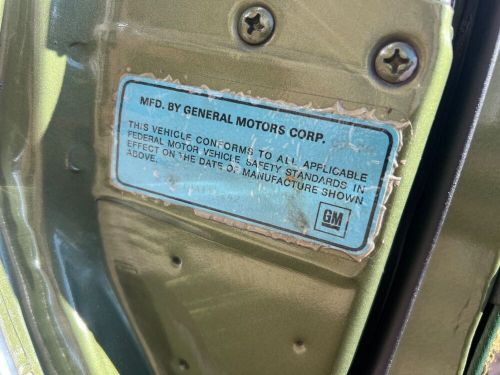 MFD. BY GENERAL MOTORS CORP.
THIS VEHICLE CONFORMS TO ALL APPLICABLE
FEDERAL MOTOR VEHICLE SAFETY STANDARDS IN
EFFECT ON THE DATE OF MANUFACTURE SHOWN
ABOVE.
GM